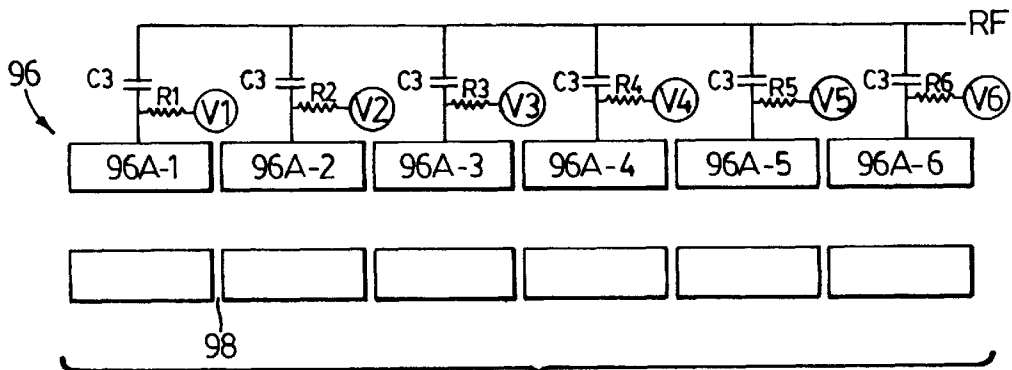 RF
96
C3 C3 C3 C3 C3 C3
R1 R2 R3 R4 R5 R6
V1 V2 V3 V4 V5 V6
96A-1 96A-2 96A-3 96A-4 96A-5 96A-6
98